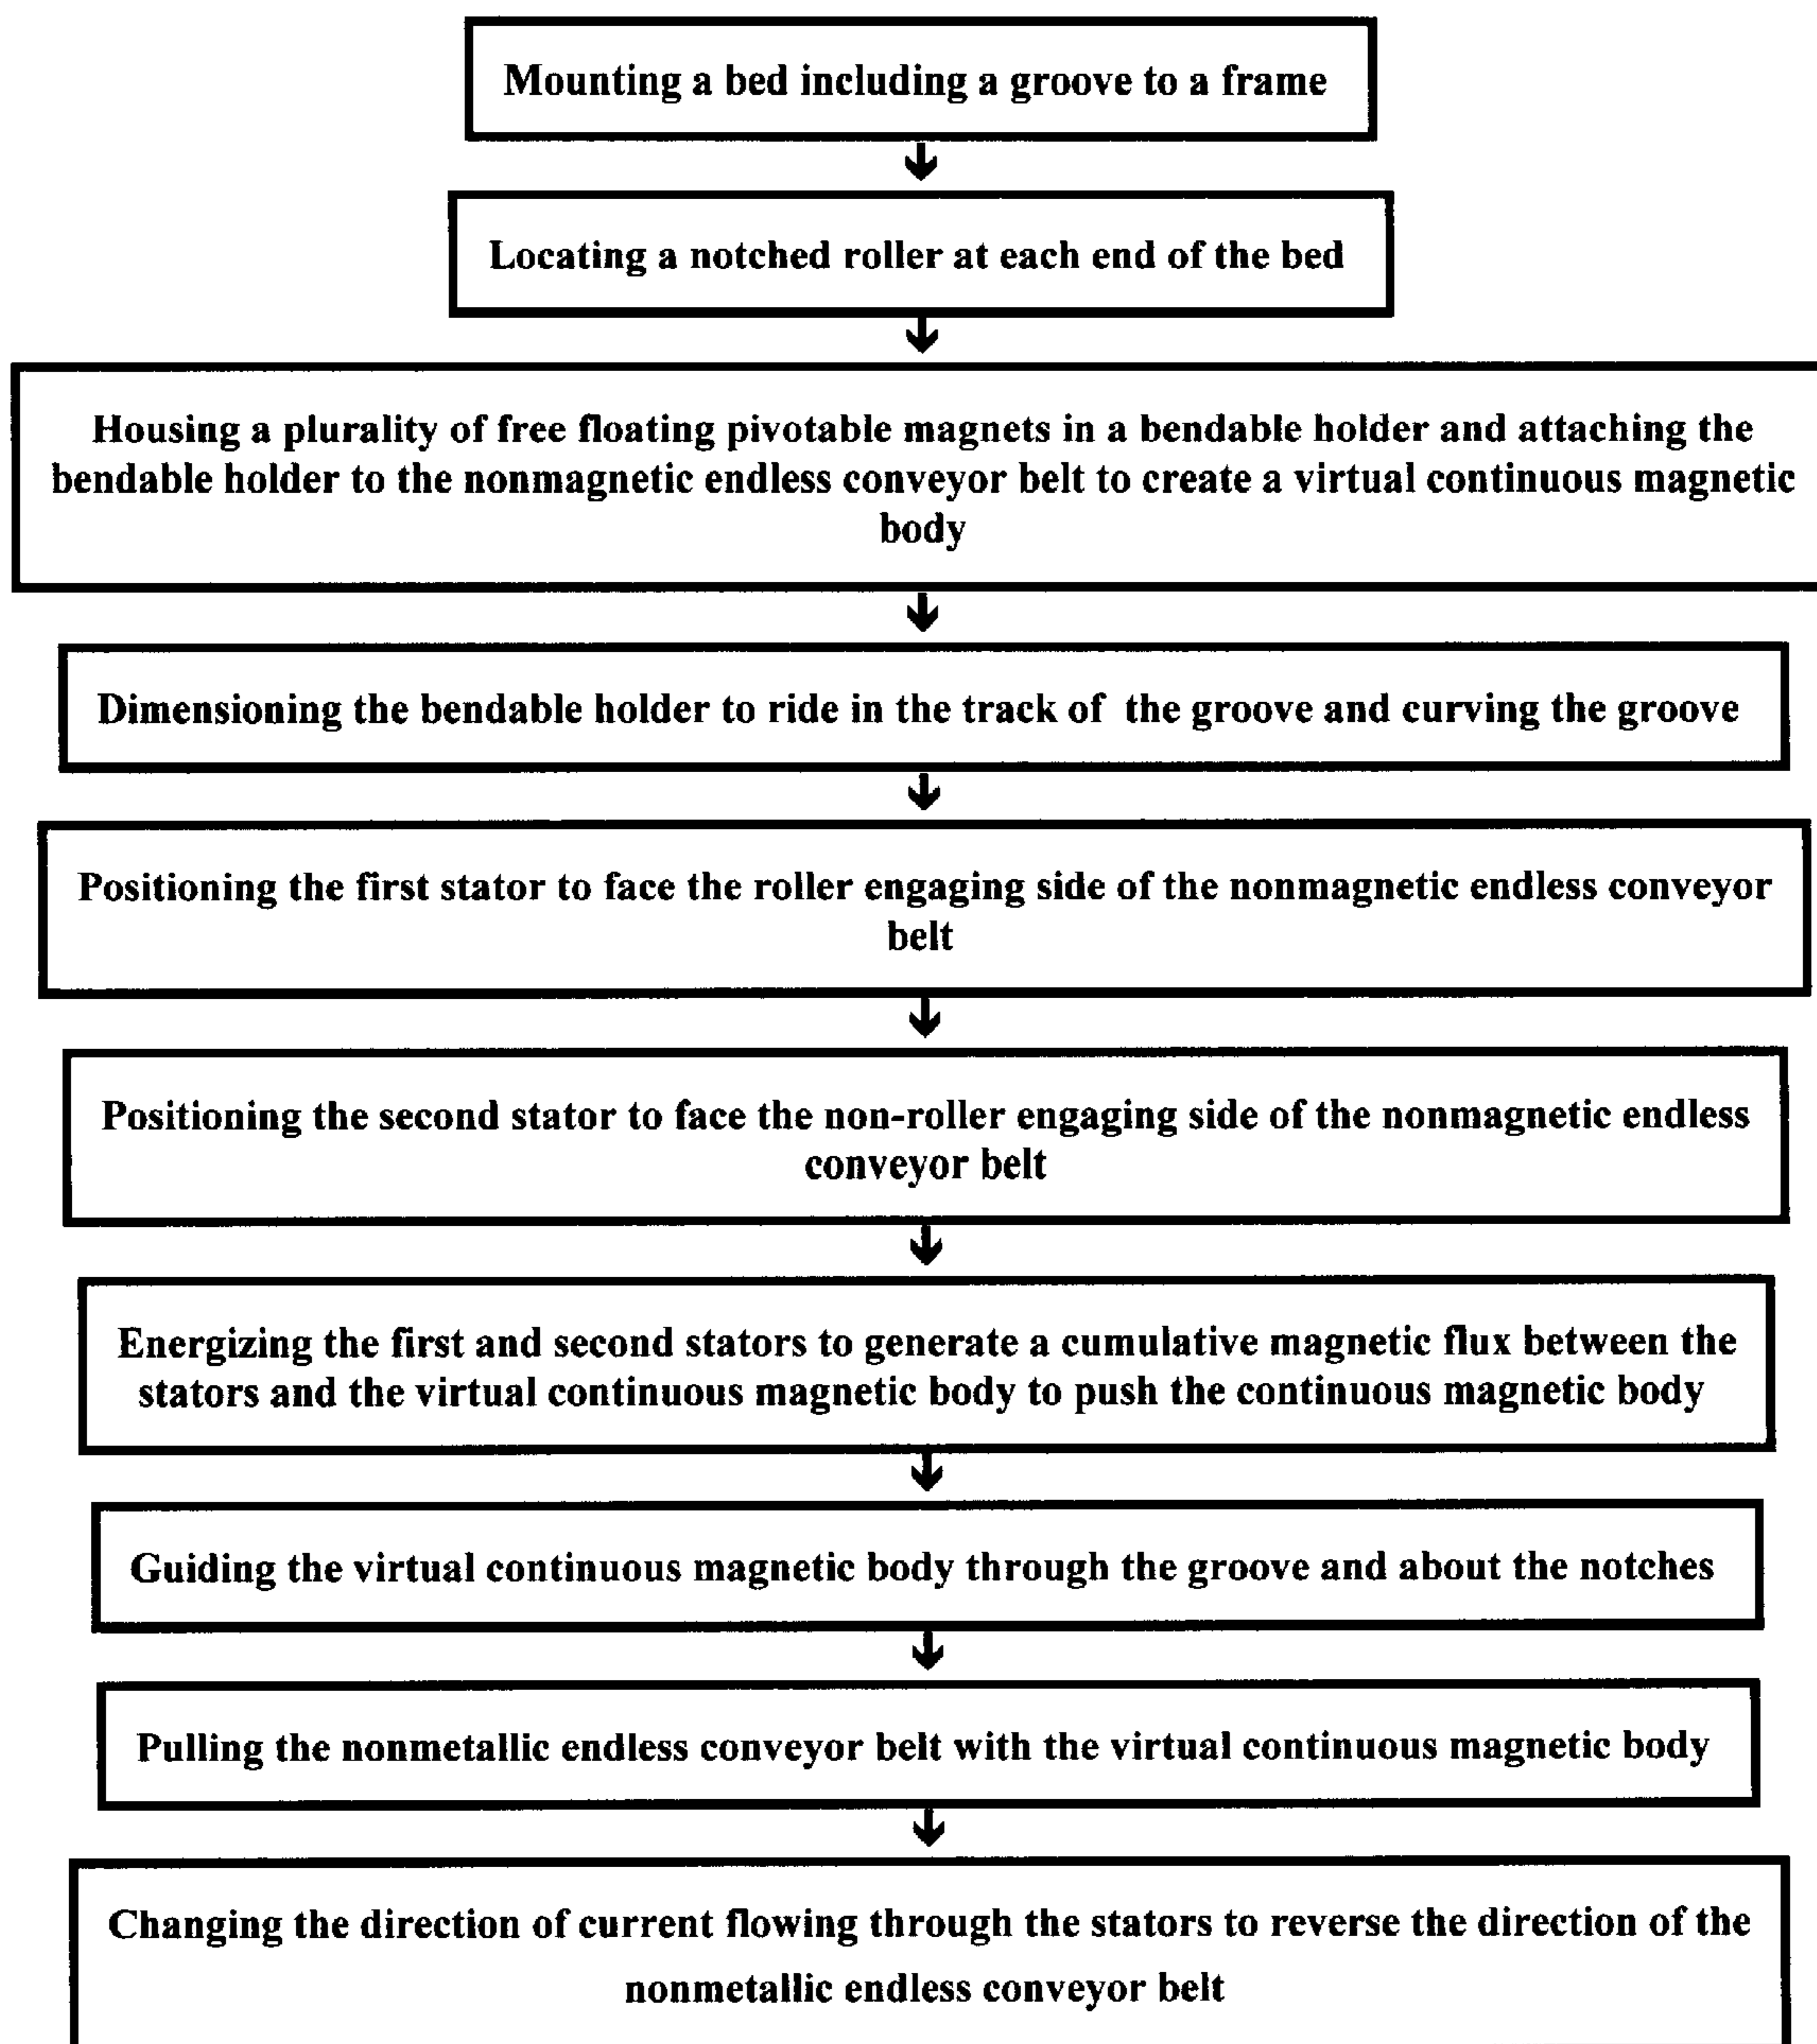 Mounting a bed including a groove to a frame
Locating a notched roller at each end of the bed
Housing a plurality of free floating pivotable magnets in a bendable holder and attaching the
bendable holder to the nonmagnetic endless conveyor belt to create a virtual continuous magnetic
body
Dimensioning the bendable holder to ride in the track of the groove and curving the groove
Positioning the first stator to face the roller engaging side of the nonmagnetic endless conveyor
belt
Positioning the second stator to face the non-roller engaging side of the nonmagnetic endless
conveyor belt
Energizing the first and second stators to generate a cumulative magnetic flux between the
stators and the virtual continuous magnetic body to push the continuous magnetic body
Guiding the virtual continuous magnetic body through the groove and about the notches
Pulling the nonmetallic endless conveyor belt with the virtual continuous magnetic body
Changing the direction of current flowing through the stators to reverse the direction of the
nonmetallic endless conveyor belt